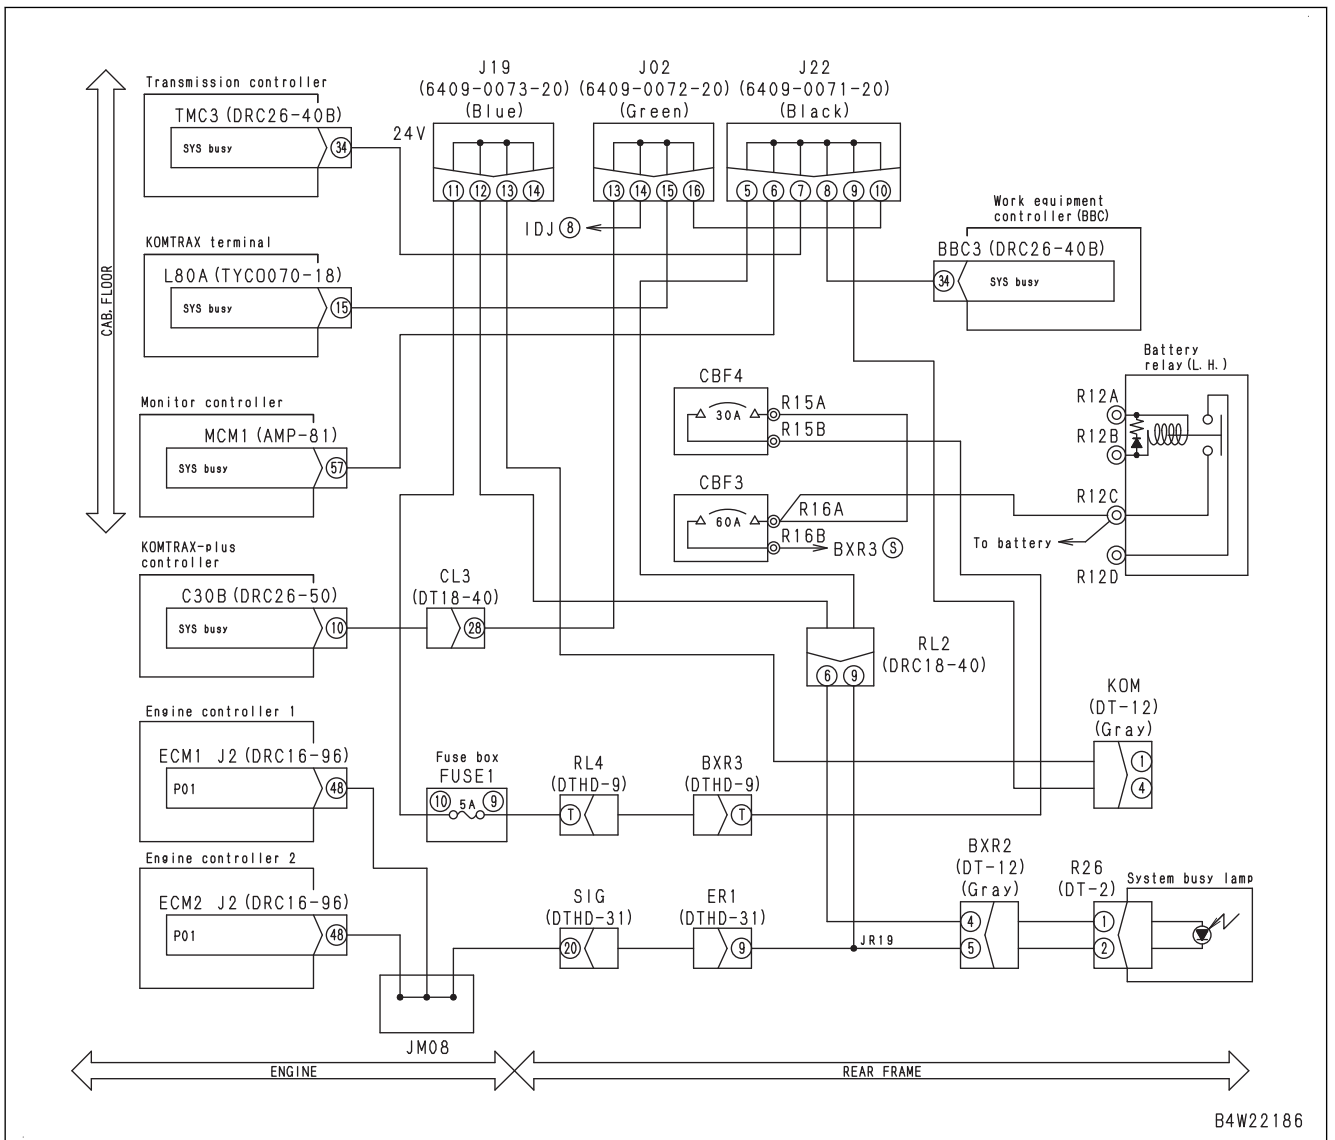 J19
(6409-0073-20)
(Blue)
J02
(6409-0072-20)
(Green)
J22
(6409-0071-20)
(Black)
Transmission controller
TMC3 (DRC26-40B)
SYS busy
34
24V
11 12 13 14
13 14 15 16
5 6 7 8 9 10
IDJ 8
Work equipment
controller (BBC)
BBC3 (DRC26-40B)
34
SYS busy
KOMTRAX terminal
L80A (TYCO070-18)
SYS busy
15
CAB. FLOOR
Battery
relay (L. H.)
R12A
R12B
R12C
R12D
To battery
CBF4
30A
R15A
R15B
CBF3
60A
R16A
R16B
BXR3 S
Monitor controller
MCM1 (AMP-81)
SYS busy
57
KOMTRAX-plus
controller
C30B (DRC26-50)
SYS busy
10
CL3
(DT18-40)
28
RL2
(DRC18-40)
6 9
KOM
(DT-12)
(Gray)
1
4
Engine controller 1
ECM1 J2 (DRC16-96)
P01
48
Fuse box
FUSE1
10 5A 9
RL4
(DTHD-9)
T
BXR3
(DTHD-9)
T
Engine controller 2
ECM2 J2 (DRC16-96)
P01
48
SIG
(DTHD-31)
20
ER1
(DTHD-31)
9
JR19
BXR2
(DT-12)
(Gray)
4
5
R26
(DT-2)
1
2
System busy lamp
JM08
ENGINE
REAR FRAME
B4W22186